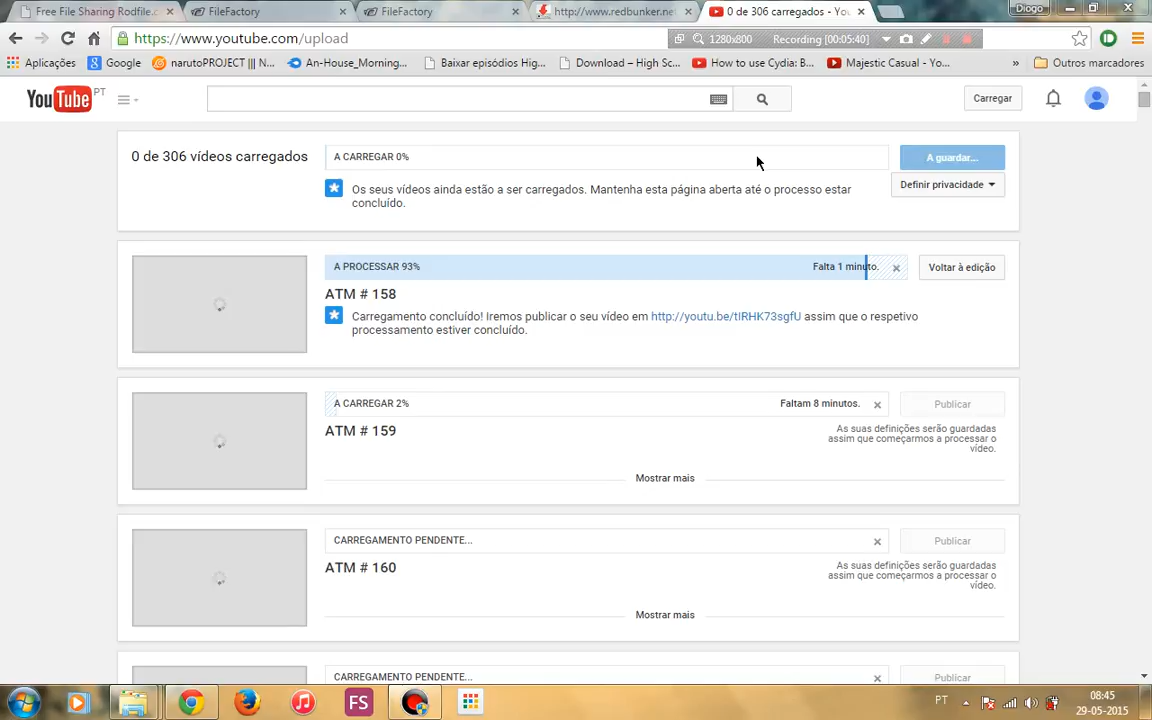 Free File Sharing Rodfile.c
FileFactory
FileFactory
http://www.redbunker.net
0 de 306 carregados - You
Diogo
https://www.youtube.com/upload
1280x800
Recording [00:05:40]
Aplicações
Google
narutoPROJECT ||| N...
An-House_Morning...
Baixar episódios Hig...
Download – High Sc...
How to use Cydia: B...
Majestic Casual - Yo...
»
Outros marcadores
YouTube PT
Carregar
0 de 306 vídeos carregados
A CARREGAR 0%
A guardar...
Os seus vídeos ainda estão a ser carregados. Mantenha esta página aberta até o processo estar
concluído.
Definir privacidade
A PROCESSAR 93%
Falta 1 minuto.
Voltar à edição
ATM # 158
Carregamento concluído! Iremos publicar o seu vídeo em http://youtu.be/tIRHK73sgfU assim que o respetivo
processamento estiver concluído.
A CARREGAR 2%
Faltam 8 minutos.
Publicar
ATM # 159
As suas definições serão guardadas
assim que começarmos a processar o
vídeo.
Mostrar mais
CARREGAMENTO PENDENTE...
Publicar
ATM # 160
As suas definições serão guardadas
assim que começarmos a processar o
vídeo.
Mostrar mais
CARREGAMENTO PENDENTE...
Publicar
FS
PT
08:45
29-05-2015